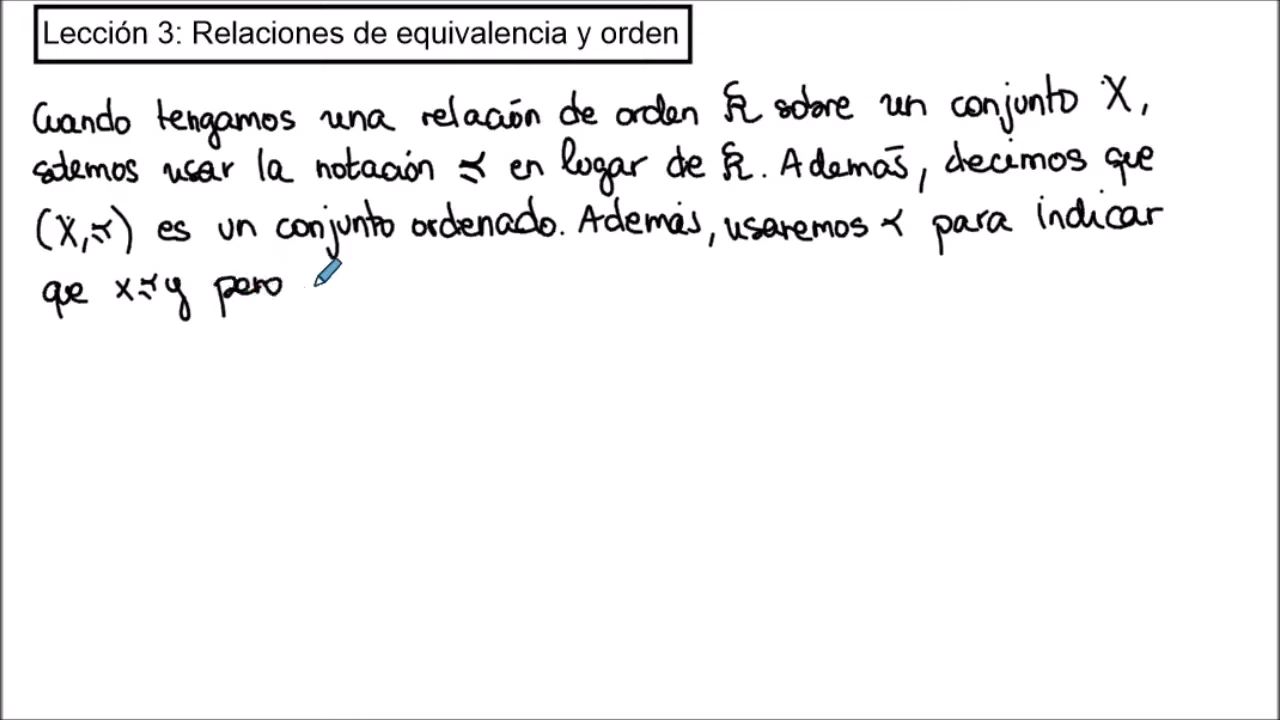 Lección 3: Relaciones de equivalencia y orden
Cuando tengamos una relación de orden ℛ sobre un conjunto X,
solemos usar la notación ≼ en lugar de ℛ. Además, decimos que
(X,≼) es un conjunto ordenado. Además, usaremos ≺ para indicar
que x≼y pero